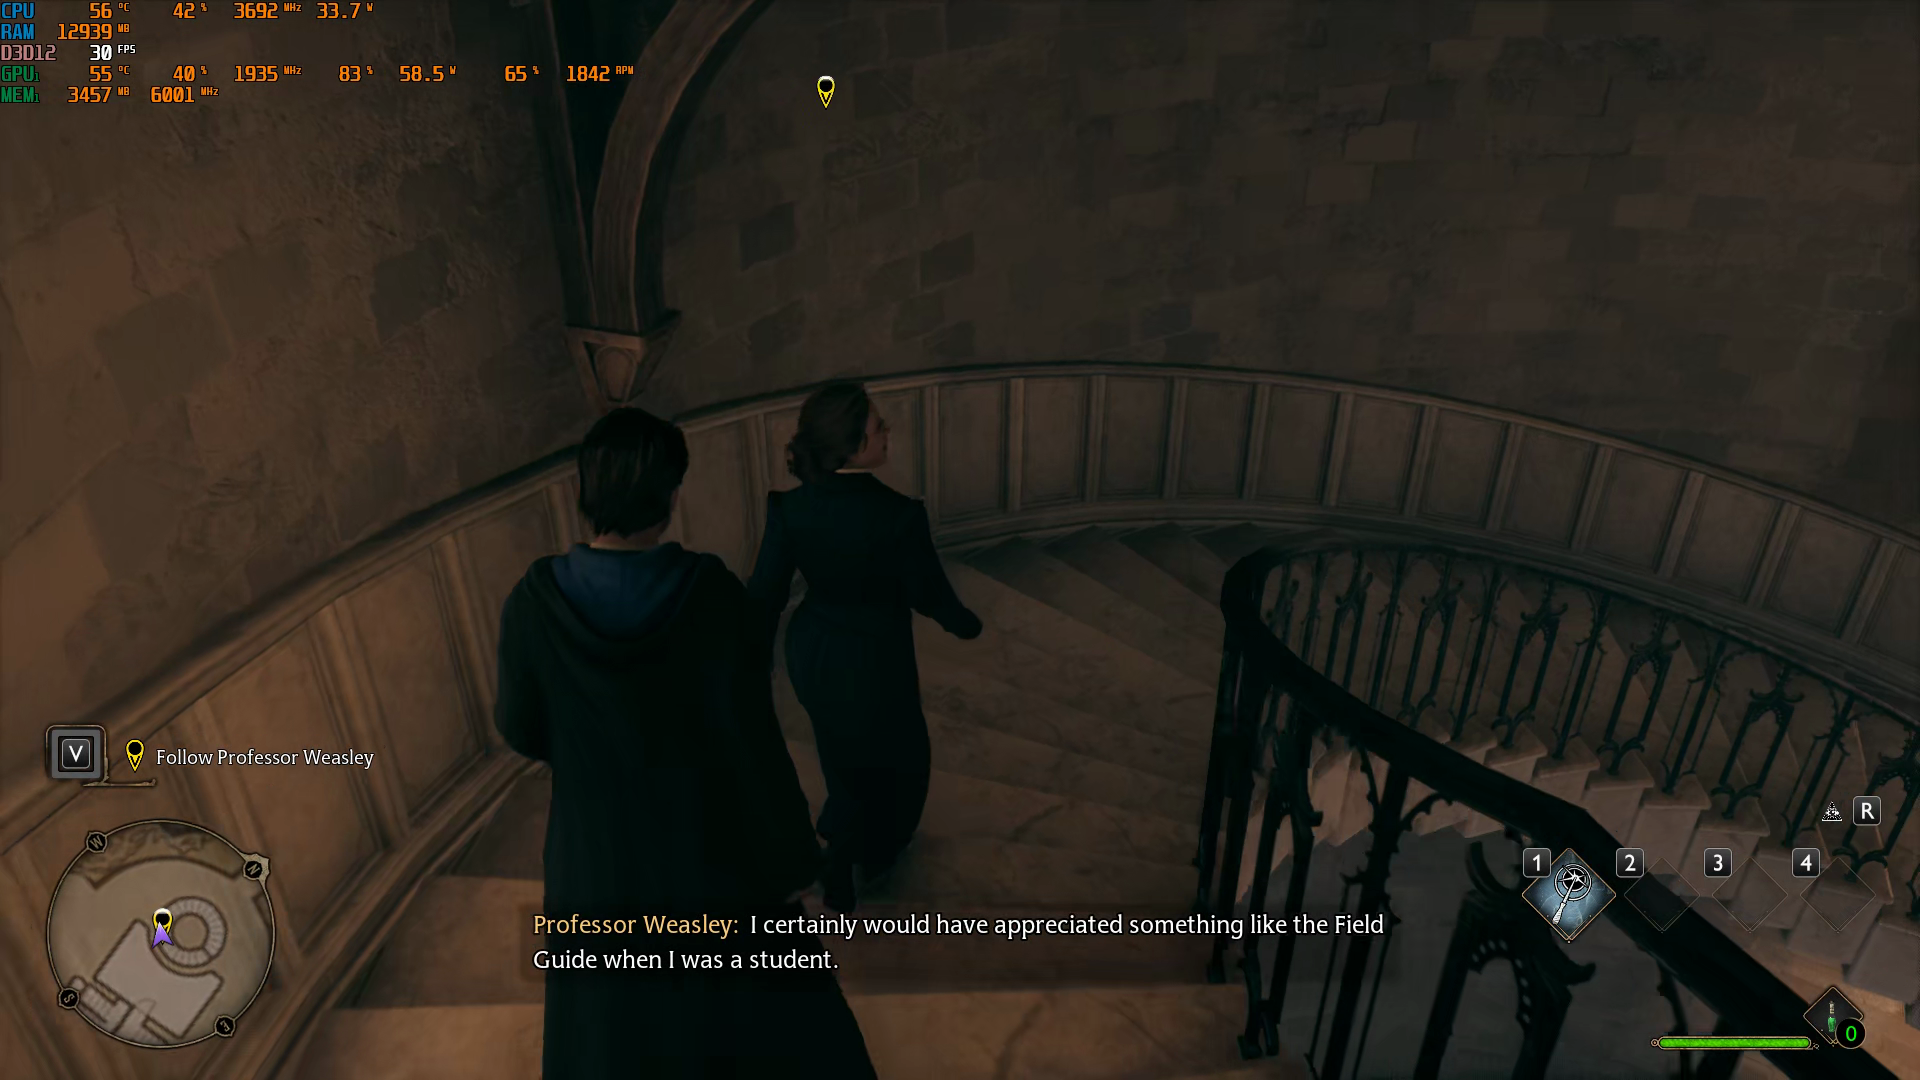 CPU 56 °C 42 % 3692 MHz 33.7 W
RAM 12939 MB
D3D12 30 FPS
GPU1 55 °C 40 % 1935 MHz 83 % 58.5 W 65 % 1842 RPM
MEM1 3457 MB 6001 MHz
V Follow Professor Weasley
R
1 2 3 4
W
N
S
E
Professor Weasley: I certainly would have appreciated something like the Field
Guide when I was a student.
0